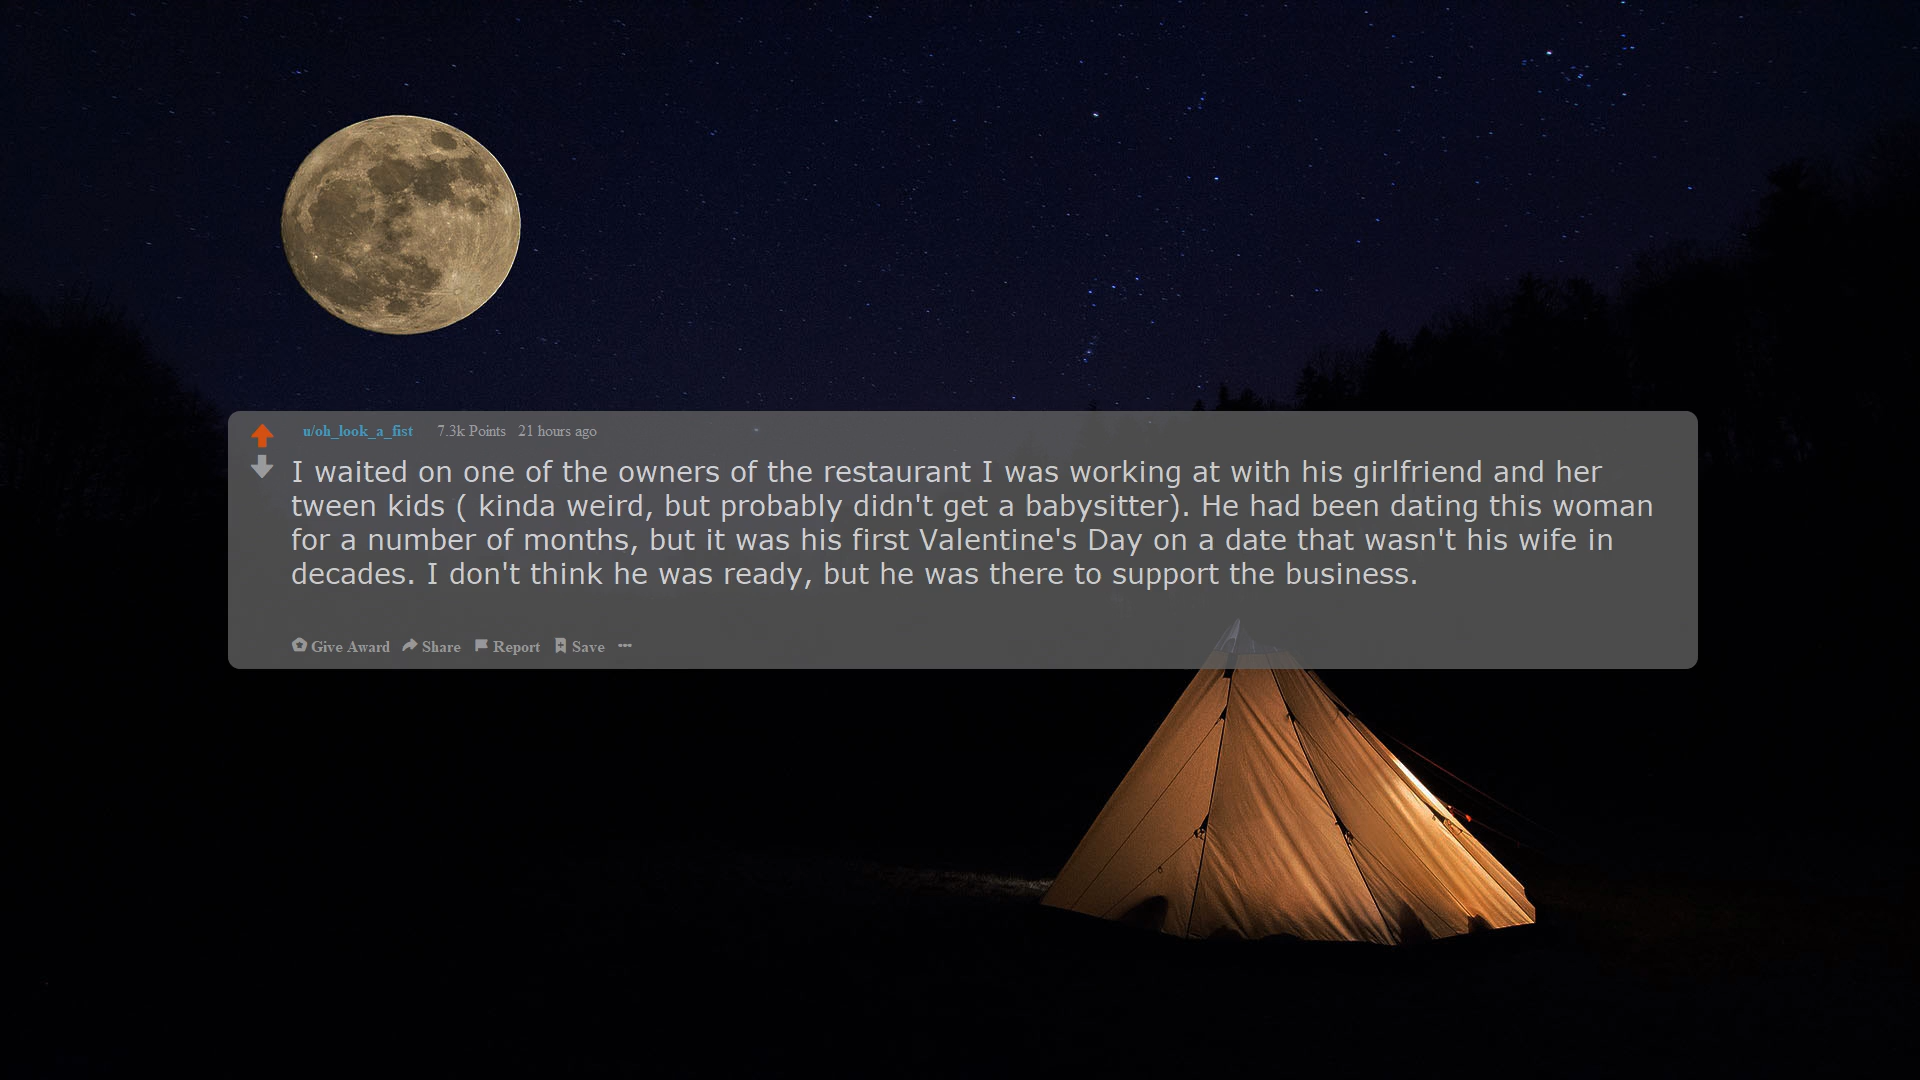 u/oh_look_a_fist 7.3k Points 21 hours ago
I waited on one of the owners of the restaurant I was working at with his girlfriend and her
tween kids ( kinda weird, but probably didn't get a babysitter). He had been dating this woman
for a number of months, but it was his first Valentine's Day on a date that wasn't his wife in
decades. I don't think he was ready, but he was there to support the business.
Give Award Share Report Save ...